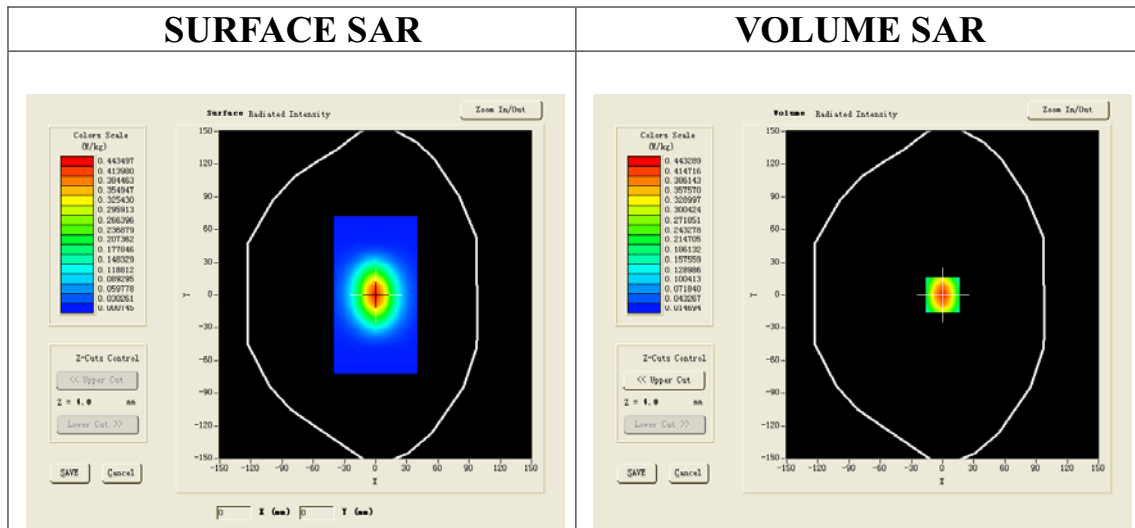 SURFACE SAR
VOLUME SAR
Surface Radiated Intensity
Zoom In/Out
Colors Scale
(W/kg)
0.443497
0.413980
0.384463
0.354947
0.325430
0.295913
0.266396
0.236879
0.207362
0.177846
0.148329
0.118812
0.089295
0.059778
0.030261
0.000745
Z-Cuts Control
<< Upper Cut
Z = 4.0 mm
Lower Cut >>
SAVE
Cancel
150
120
90
60
30
0
-30
-60
-90
-120
-150
Y
-150 -120 -90 -60 -30 0 30 60 90 120 150
X
0 X (mm) 0 Y (mm)
Volume Radiated Intensity
Zoom In/Out
Colors Scale
(W/kg)
0.443289
0.414716
0.386143
0.357570
0.328997
0.300424
0.271851
0.243278
0.214705
0.186132
0.157559
0.128986
0.100413
0.071840
0.043267
0.014694
Z-Cuts Control
<< Upper Cut
Z = 4.0 mm
Lower Cut >>
SAVE
Cancel
150
120
90
60
30
0
-30
-60
-90
-120
-150
Y
-150 -120 -90 -60 -30 0 30 60 90 120 150
X